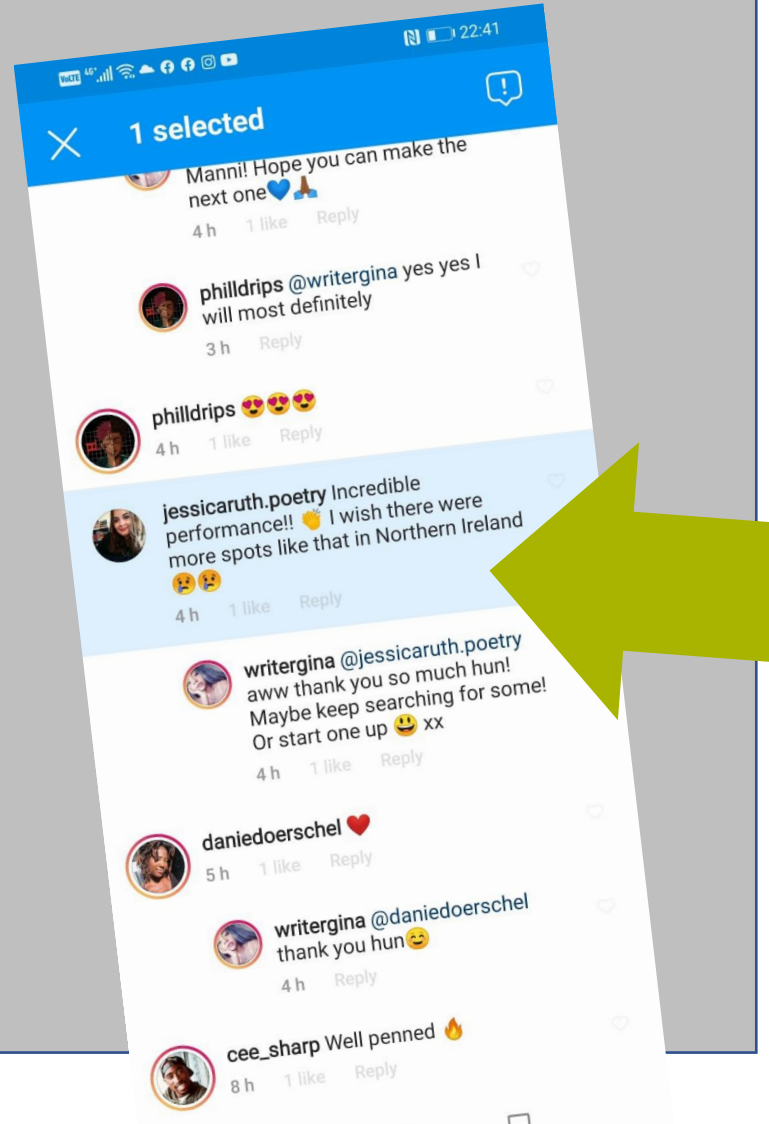 VoLTE 4G+ 22:41
1 selected
Manni! Hope you can make the
next one💙🙏🏾
4 h 1 like Reply
philldrips @writergina yes yes I
will most definitely
3 h Reply
philldrips 😍😍😍
4 h 1 like Reply
jessicaruth.poetry Incredible
performance!! 👏 I wish there were
more spots like that in Northern Ireland
😢😢
4 h 1 like Reply
writergina @jessicaruth.poetry
aww thank you so much hun!
Maybe keep searching for some!
Or start one up 😃 xx
4 h 1 like Reply
daniedoerschel ❤️
5 h 1 like Reply
writergina @daniedoerschel
thank you hun😊
4 h Reply
cee_sharp Well penned 🔥
8 h 1 like Reply